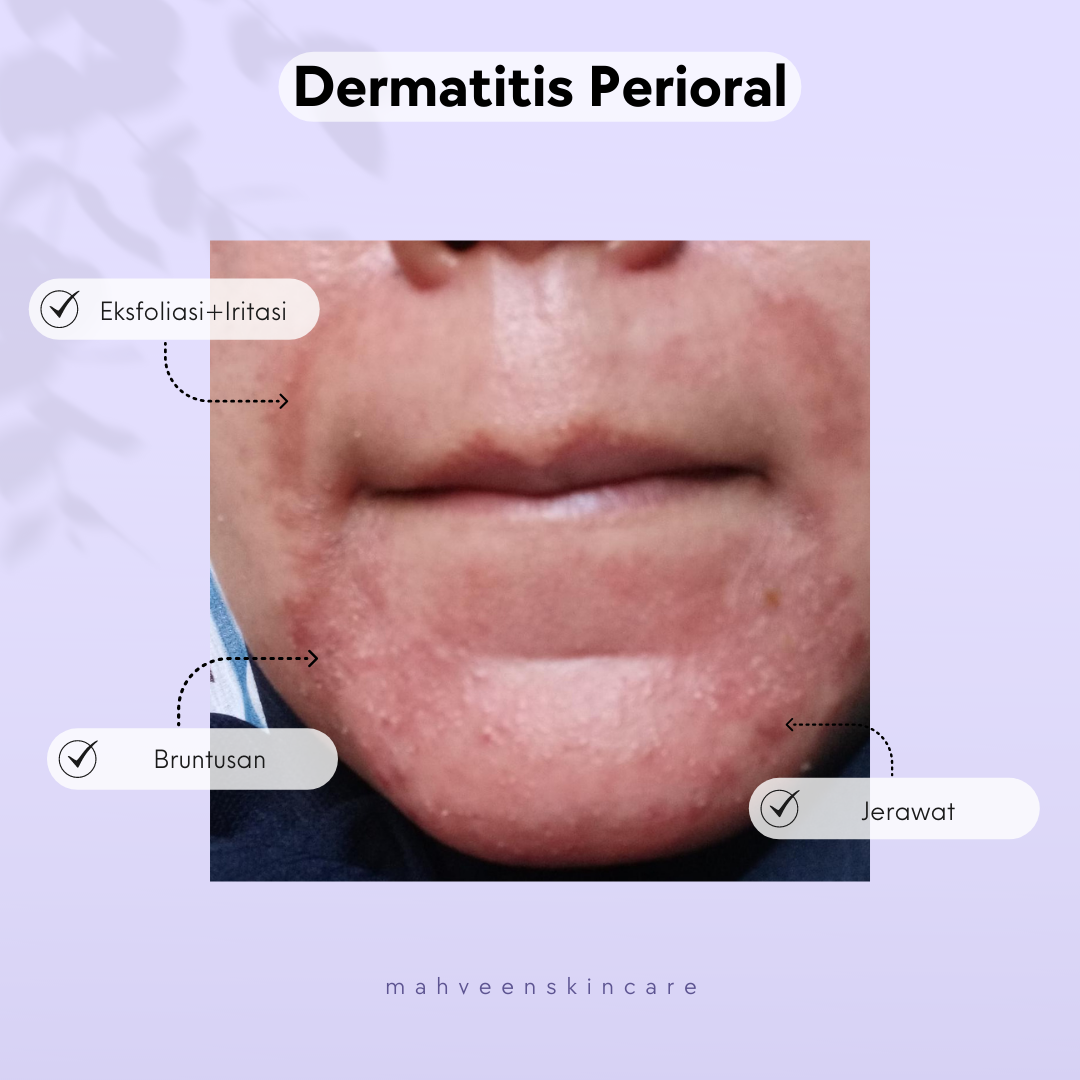 Dermatitis Perioral
Eksfoliasi+Iritasi
Bruntusan
Jerawat
mahveenskincare